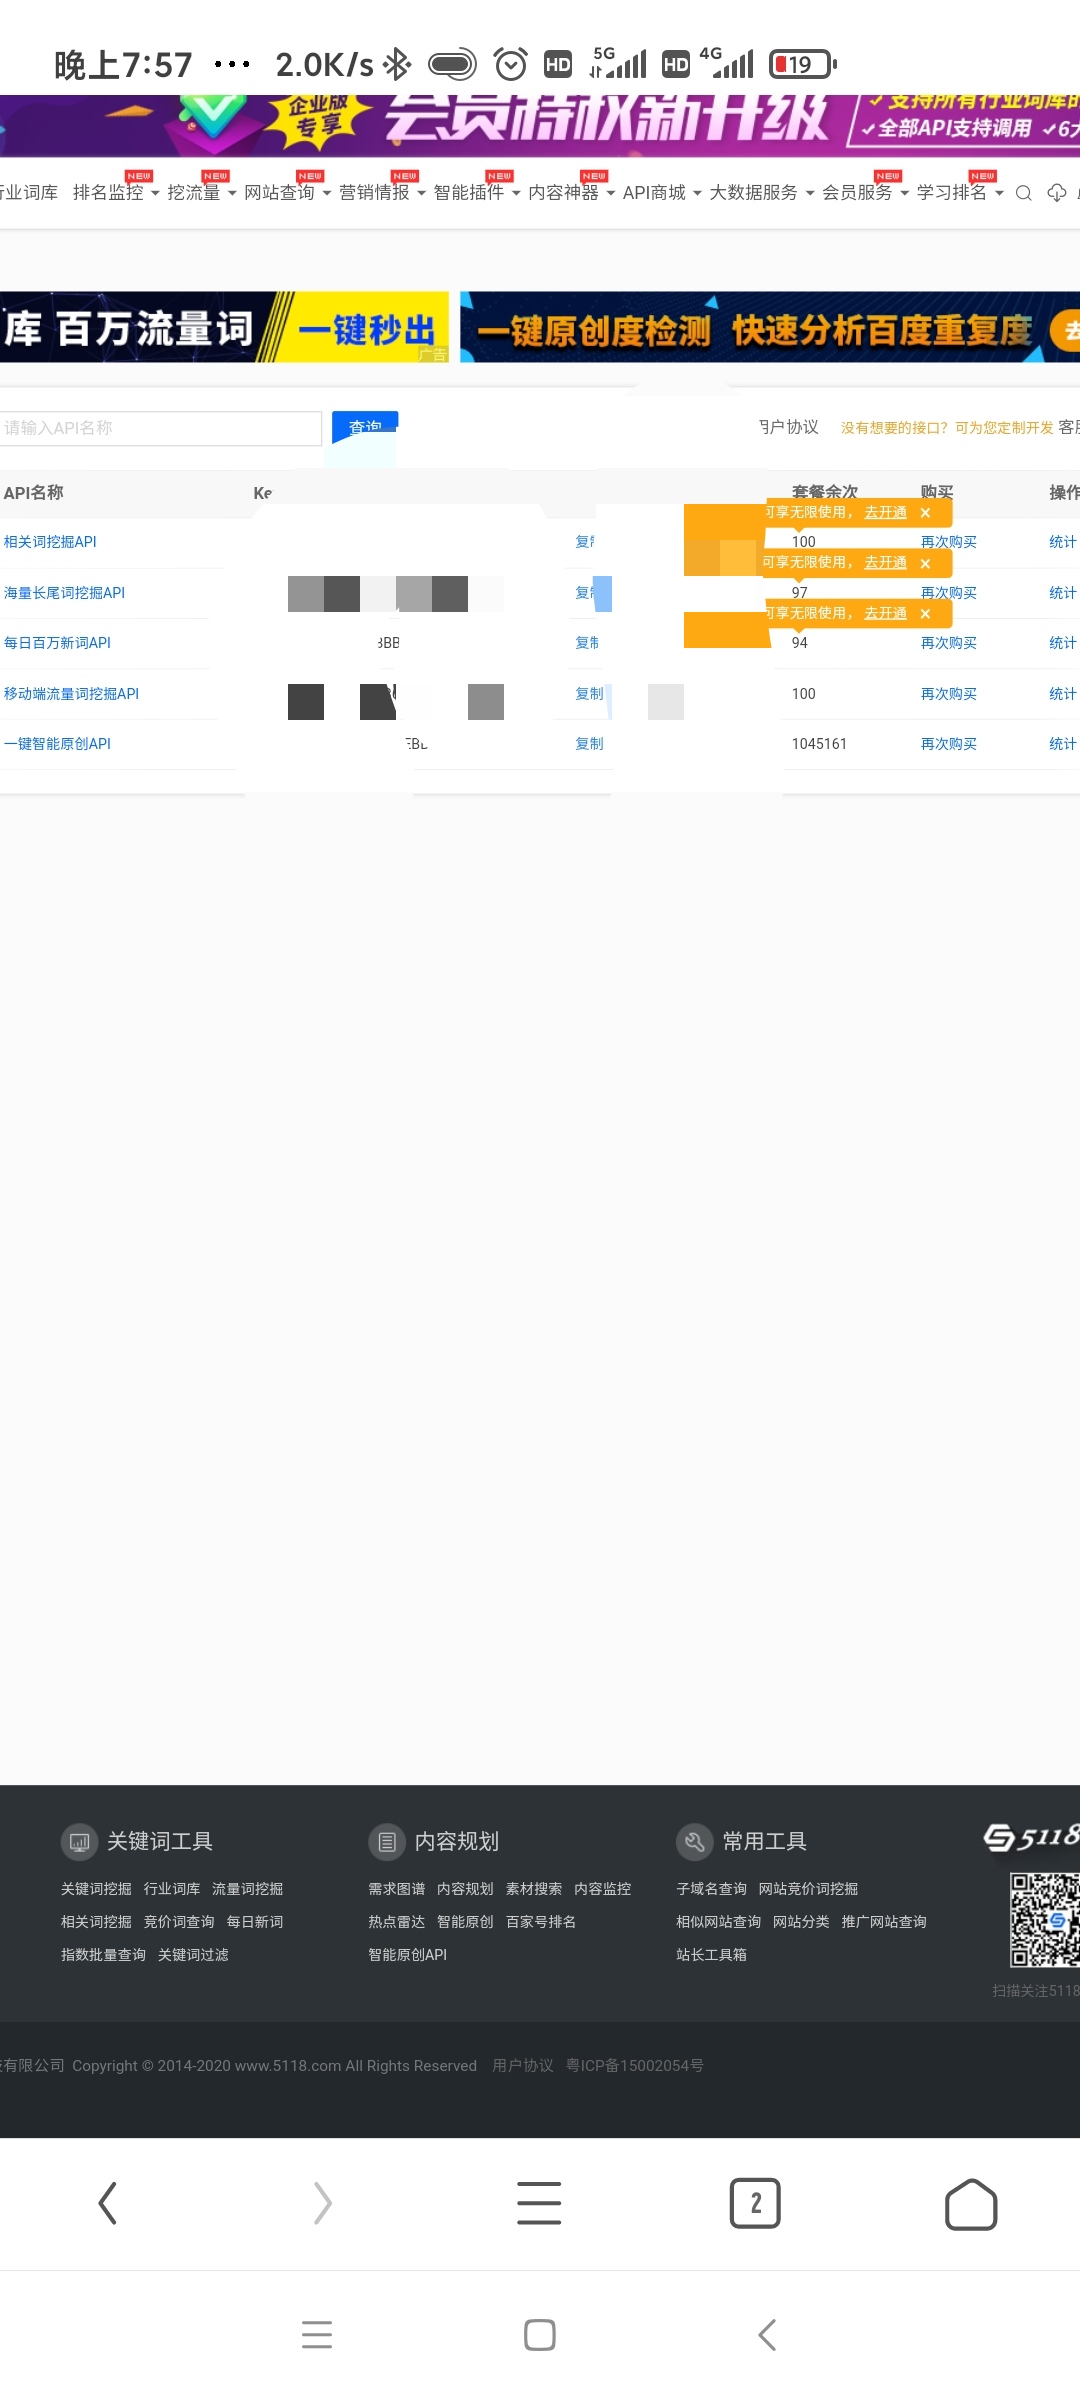 晚上7:57 ••• 2.0K/s HD 5G HD 4G 19
企业版
专享
会员特权新升级
✓支持所有行业词库的
✓全部API支持调用 ✓6大
行业词库 排名监控 NEW 挖流量 NEW 网站查询 NEW 营销情报 NEW 智能插件 NEW 内容神器 NEW API商城 大数据服务 会员服务 NEW 学习排名 NEW
库 百万流量词 一键秒出 广告
一键原创度检测 快速分析百度重复度 去
请输入API名称 查询 用户协议 没有想要的接口？可为您定制开发 客服
API名称 Ke 套餐余次 购买 操作
可享无限使用， 去开通 ×
相关词挖掘API 复制 100 再次购买 统计
可享无限使用， 去开通 ×
海量长尾词挖掘API 复制 97 再次购买 统计
可享无限使用， 去开通 ×
每日百万新词API 3BB 复制 94 再次购买 统计
移动端流量词挖掘API 复制 100 再次购买 统计
一键智能原创API EBD 复制 1045161 再次购买 统计
关键词工具 内容规划 常用工具 5118
关键词挖掘 行业词库 流量词挖掘 需求图谱 内容规划 素材搜索 内容监控 子域名查询 网站竞价词挖掘
相关词挖掘 竞价词查询 每日新词 热点雷达 智能原创 百家号排名 相似网站查询 网站分类 推广网站查询
指数批量查询 关键词过滤 智能原创API 站长工具箱
扫描关注5118
技有限公司 Copyright © 2014-2020 www.5118.com All Rights Reserved 用户协议 粤ICP备15002054号
2